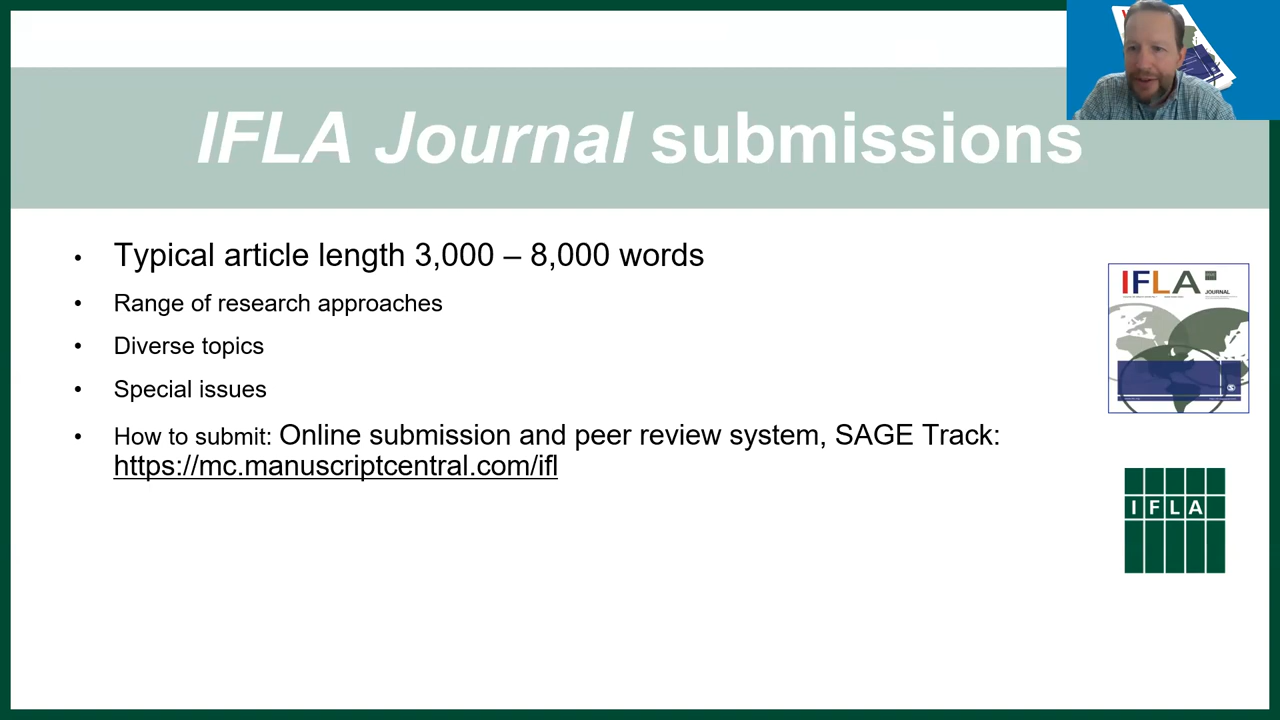 IFLA Journal submissions
• Typical article length 3,000 – 8,000 words
• Range of research approaches
• Diverse topics
• Special issues
• How to submit: Online submission and peer review system, SAGE Track:
https://mc.manuscriptcentral.com/ifl
IFLA
JOURNAL
IFLA